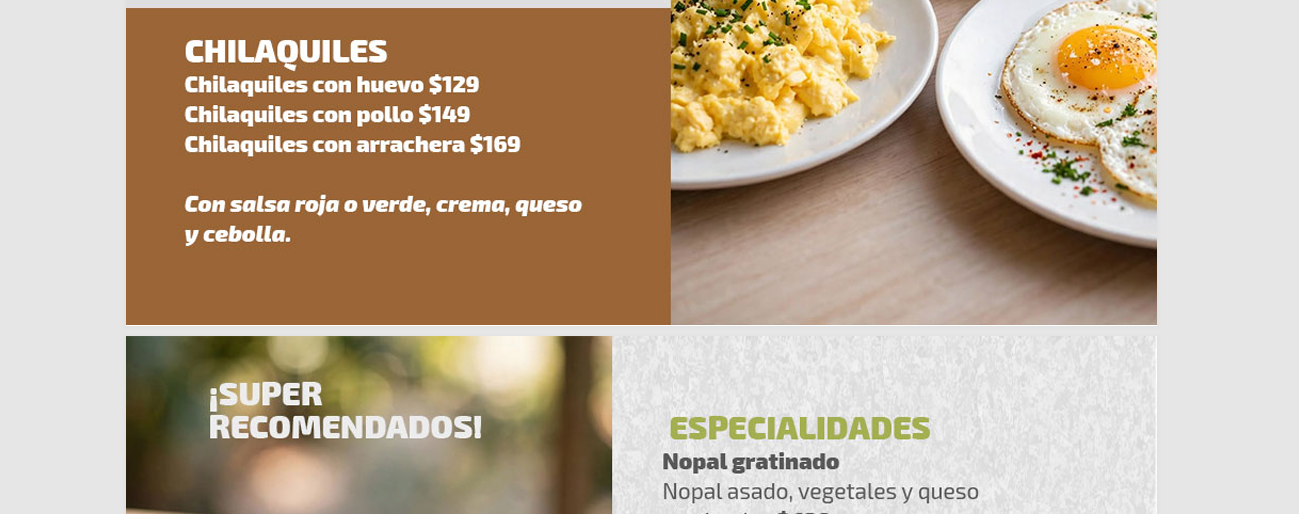 CHILAQUILES
Chilaquiles con huevo $129
Chilaquiles con pollo $149
Chilaquiles con arrachera $169
Con salsa roja o verde, crema, queso
y cebolla.
¡SUPER
RECOMENDADOS!
ESPECIALIDADES
Nopal gratinado
Nopal asado, vegetales y queso